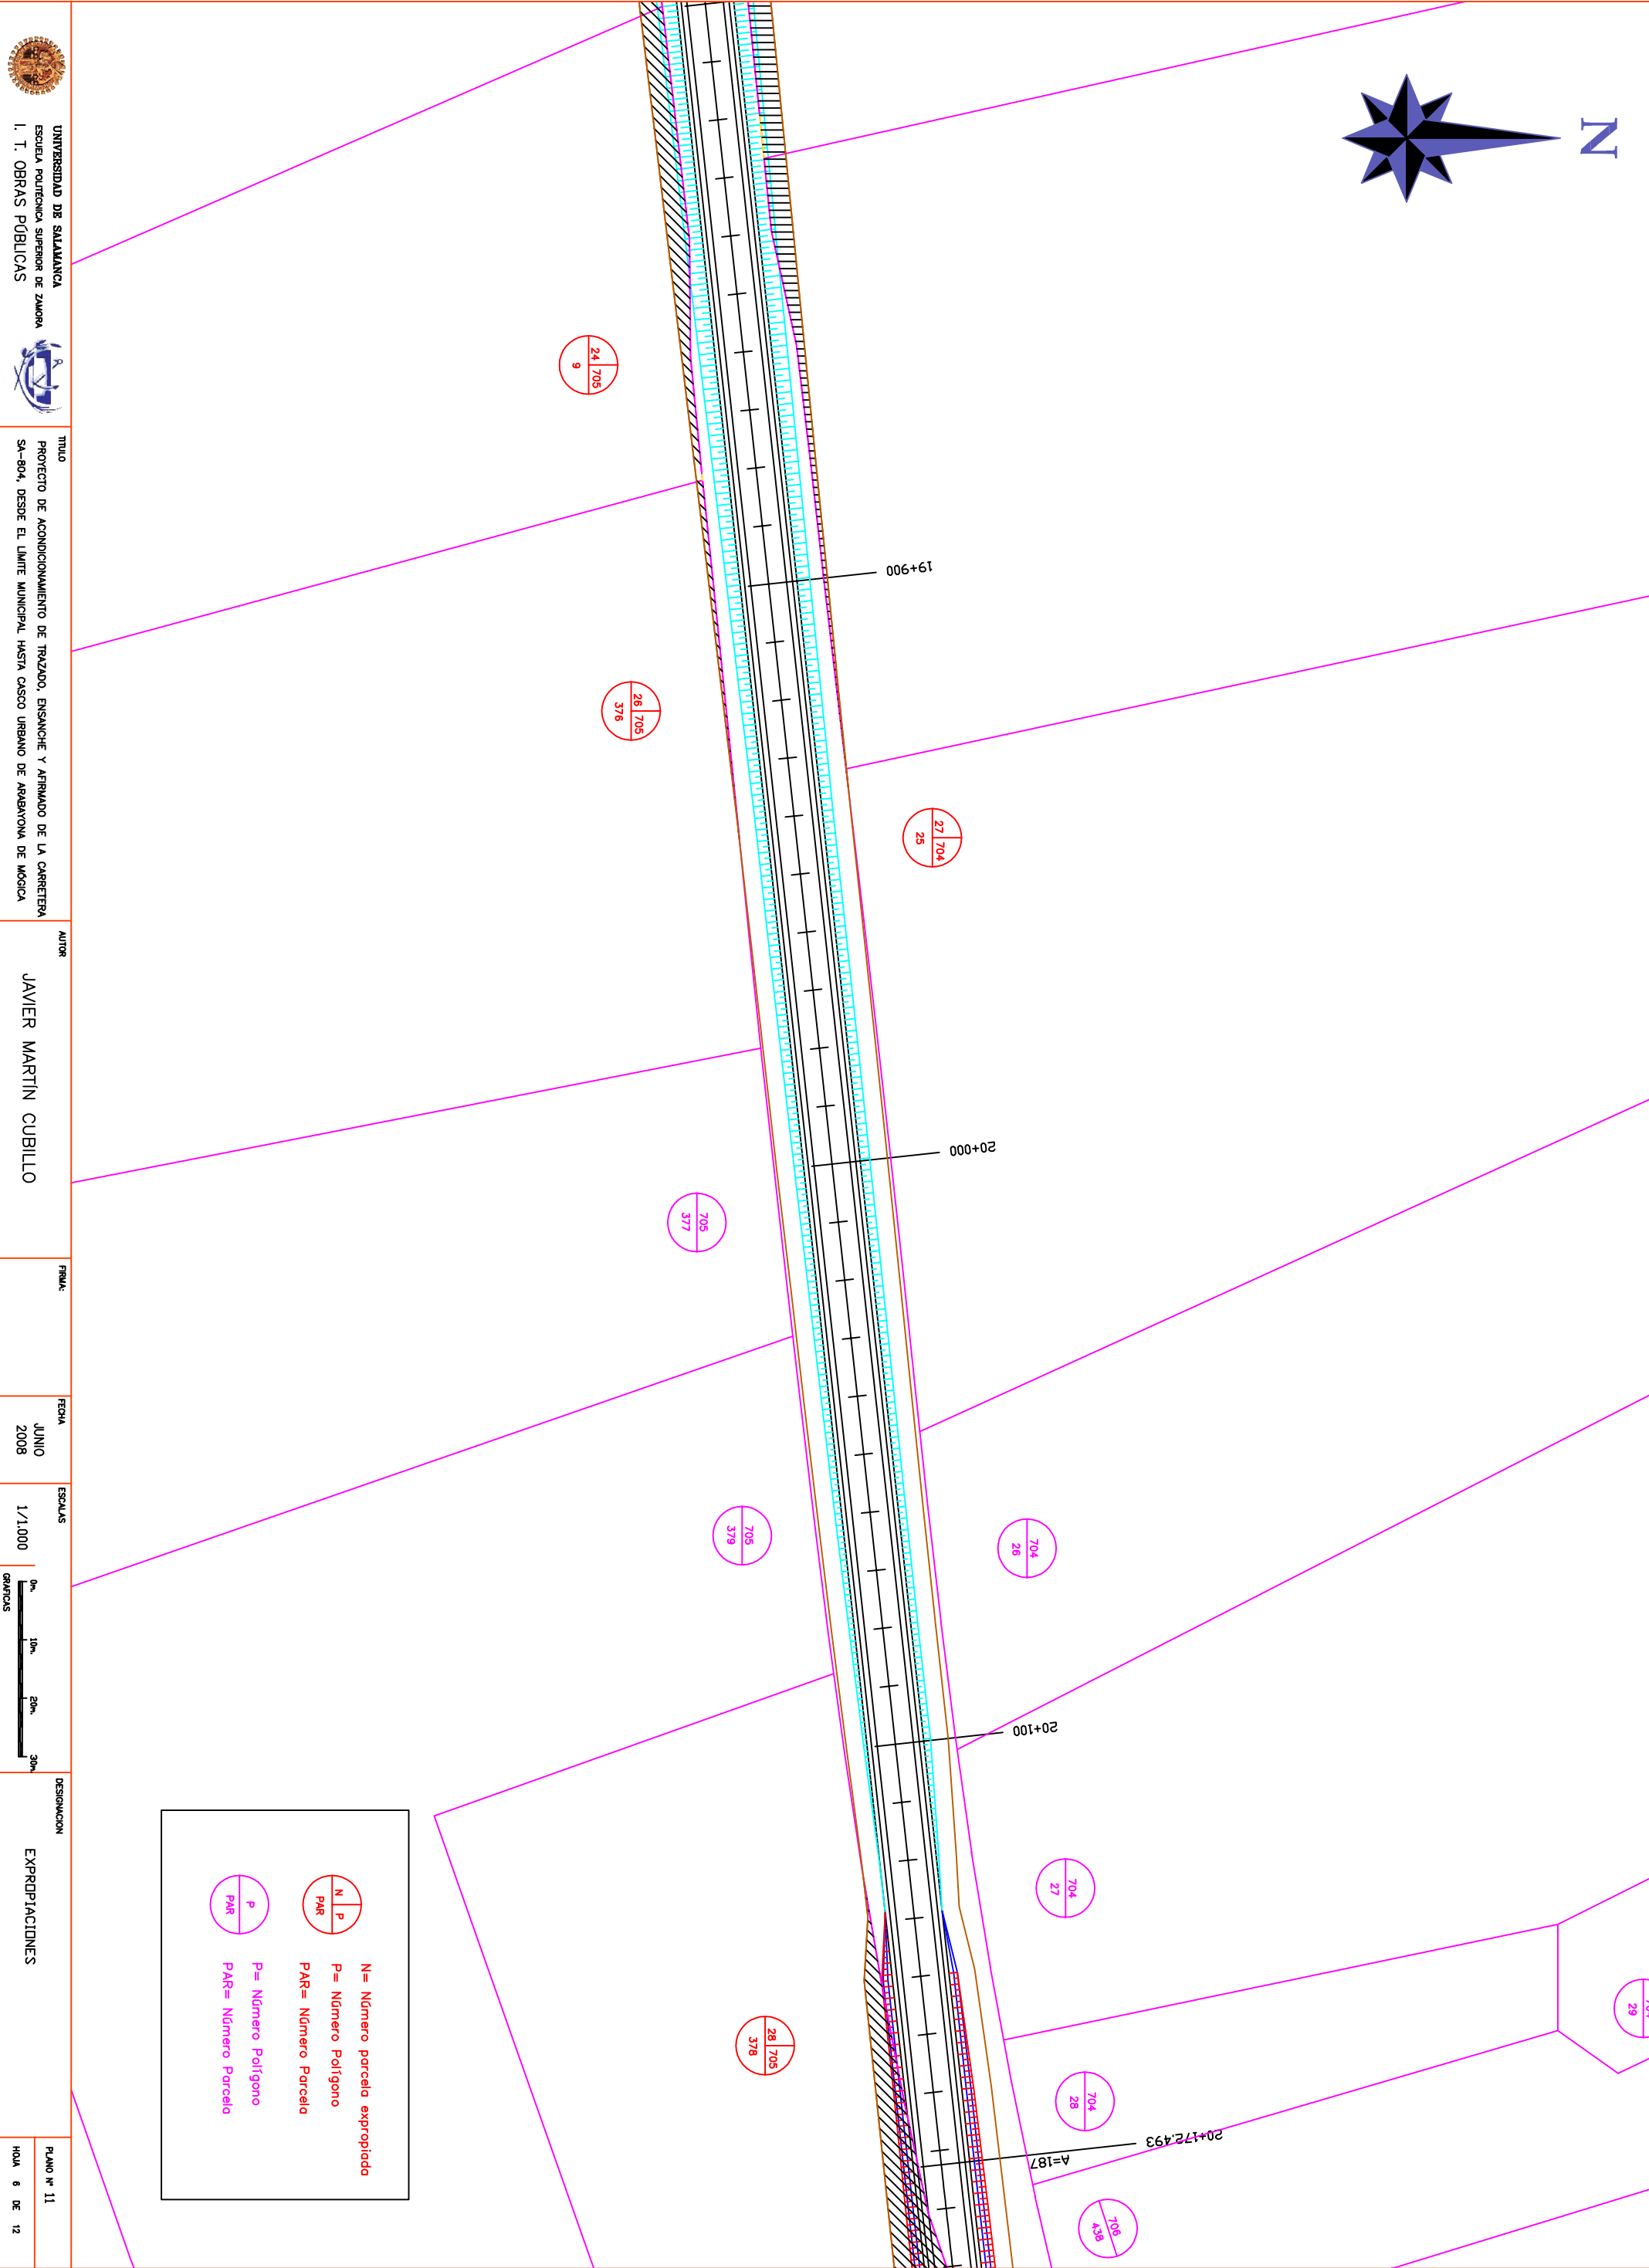 N
19+900
20+000
20+100
20+172.493
A=187
24 705
9
26 705
376
27 704
25
705
377
705
379
704
26
704
27
28 705
378
704
28
29
706
438
N P
PAR
N= Número parcela expropiada
P= Número Polígono
PAR= Número Parcela
P
PAR
P= Número Polígono
PAR= Número Parcela
UNIVERSIDAD DE SALAMANCA
ESCUELA POLITÉCNICA SUPERIOR DE ZAMORA
I. T. OBRAS PÚBLICAS
TITULO
PROYECTO DE ACONDICIONAMIENTO DE TRAZADO, ENSANCHE Y AFIRMADO DE LA CARRETERA
SA-804, DESDE EL LÍMITE MUNICIPAL HASTA CASCO URBANO DE ARABAYONA DE MÓGICA
AUTOR
JAVIER MARTÍN CUBILLO
FIRMA:
FECHA
JUNIO
2008
ESCALAS
1/1.000
0m. 10m. 20m. 30m.
GRAFICAS
DESIGNACION
EXPROPIACIONES
PLANO Nº 11
HOJA 6 DE 12